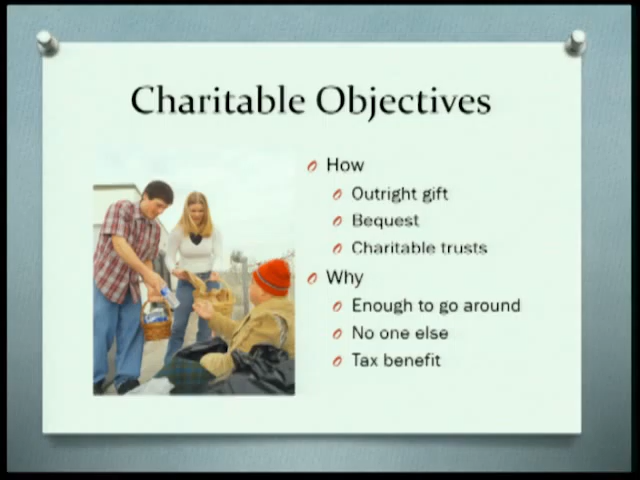 Charitable Objectives
How
Outright gift
Bequest
Charitable trusts
Why
Enough to go around
No one else
Tax benefit